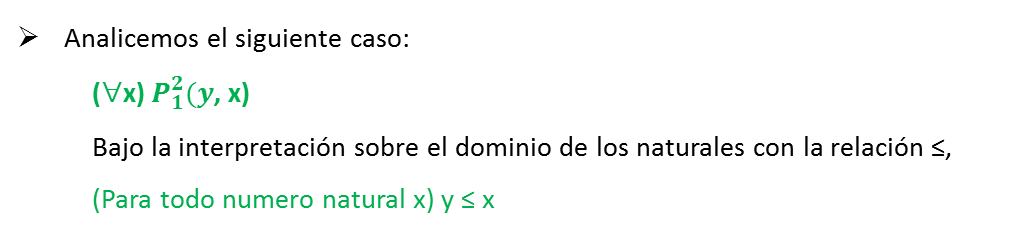 ➢ Analicemos el siguiente caso:
(∀x) P₁²(y, x)
Bajo la interpretación sobre el dominio de los naturales con la relación ≤,
(Para todo numero natural x) y ≤ x